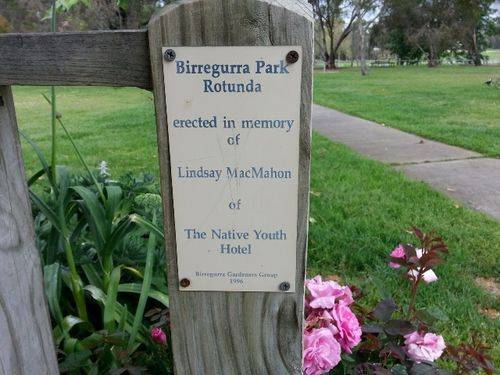 Birregurra Park
Rotunda
erected in memory
of
Lindsay MacMahon
of
The Native Youth
Hotel
Birregurra Gardeners Group
1996